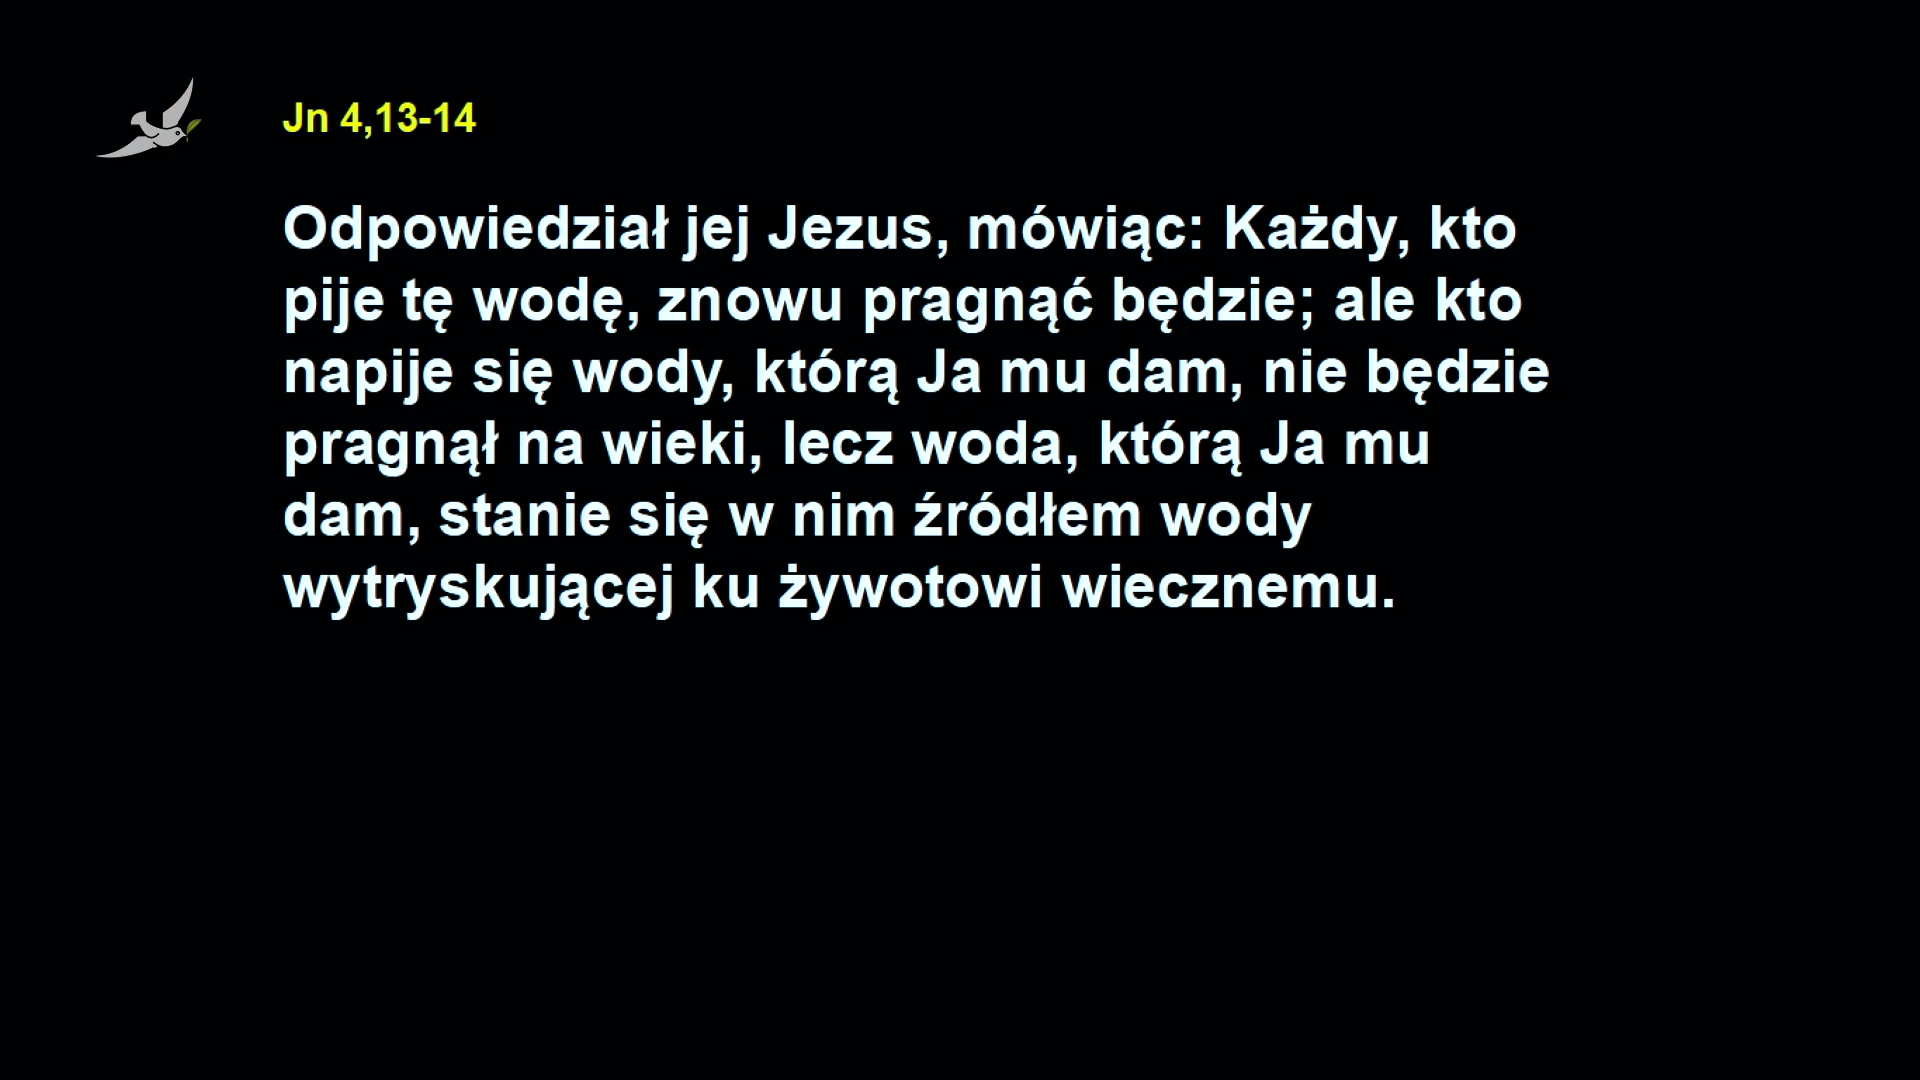 Jn 4,13-14
Odpowiedział jej Jezus, mówiąc: Każdy, kto
pije tę wodę, znowu pragnąć będzie; ale kto
napije się wody, którą Ja mu dam, nie będzie
pragnął na wieki, lecz woda, którą Ja mu
dam, stanie się w nim źródłem wody
wytryskującej ku żywotowi wiecznemu.